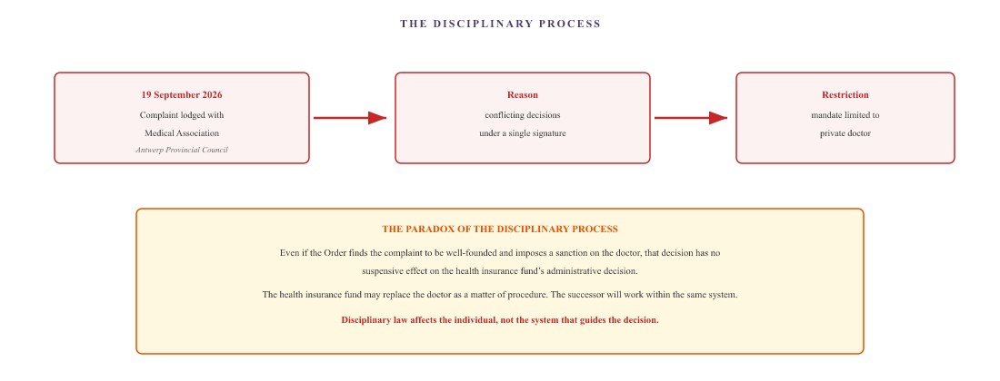 THE DISCIPLINARY PROCESS
19 September 2026
Complaint lodged with
Medical Association
Antwerp Provincial Council
Reason
conflicting decisions
under a single signature
Restriction
mandate limited to
private doctor
THE PARADOX OF THE DISCIPLINARY PROCESS
Even if the Order finds the complaint to be well-founded and imposes a sanction on the doctor, that decision has no
suspensive effect on the health insurance fund’s administrative decision.
The health insurance fund may replace the doctor as a matter of procedure. The successor will work within the same system.
Disciplinary law affects the individual, not the system that guides the decision.